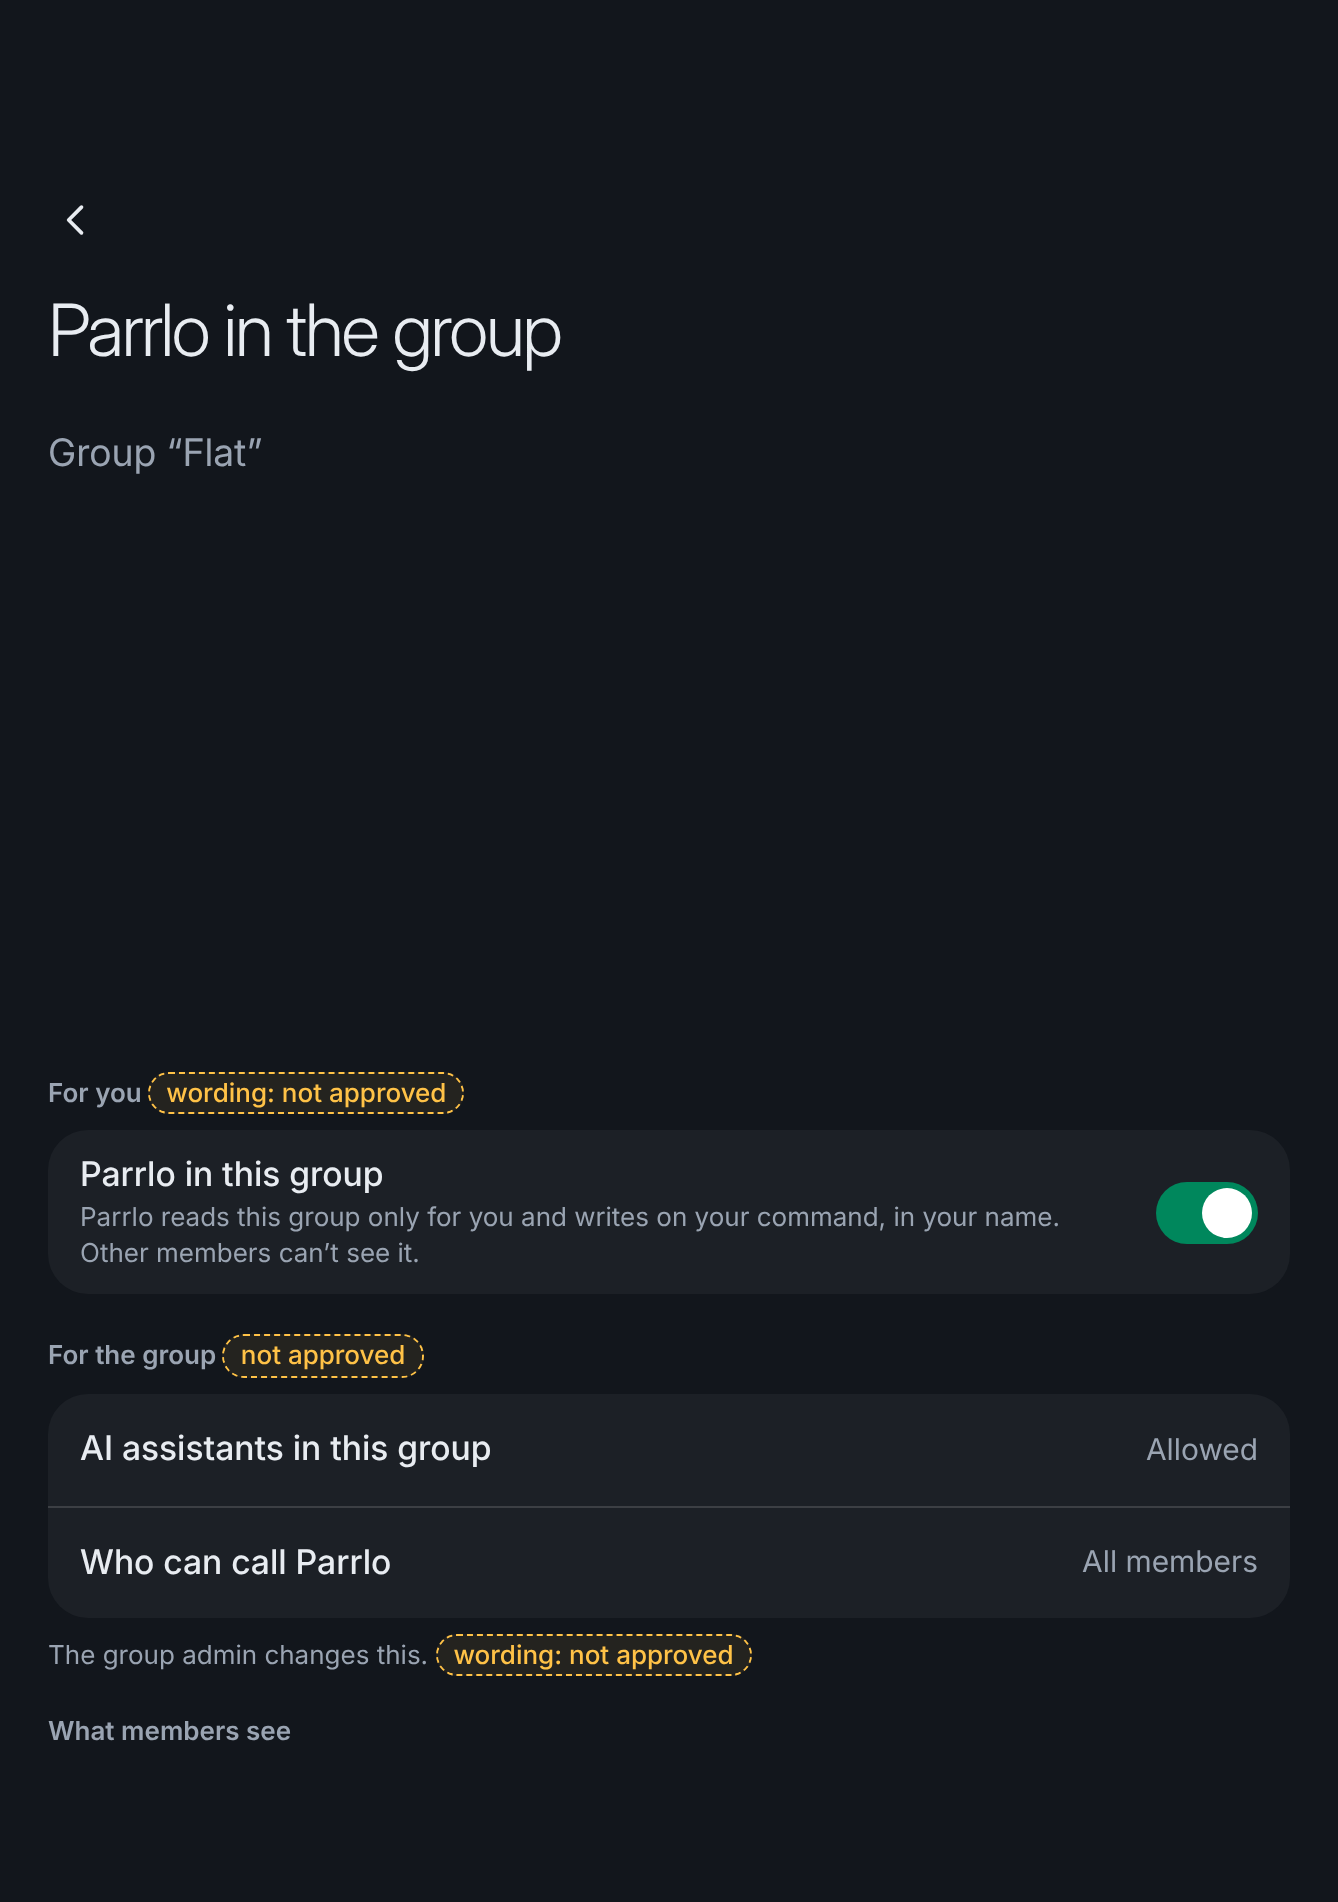 Parrlo in the group
Group “Flat”
For you wording: not approved
Parrlo in this group
Parrlo reads this group only for you and writes on your command, in your name.
Other members can’t see it.
For the group not approved
AI assistants in this group Allowed
Who can call Parrlo All members
The group admin changes this. wording: not approved
What members see